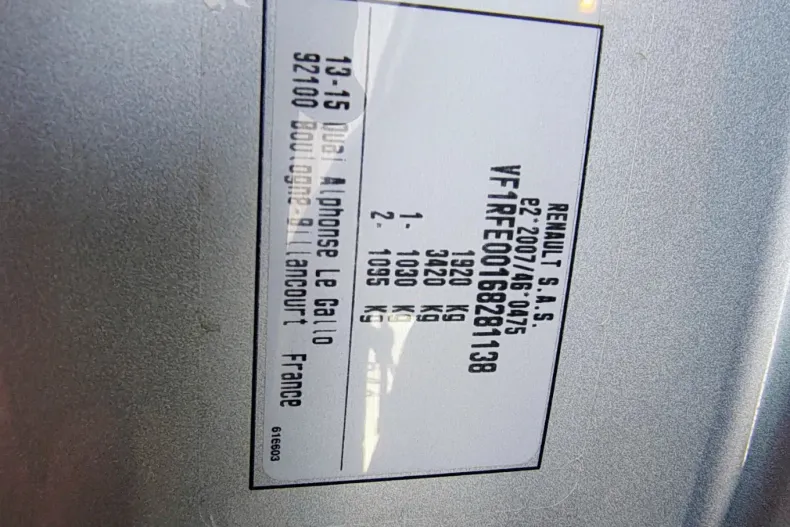 RENAULT S.A.S.
e2*2007/46*0475
VF1RFE00168281138
1920 Kg
3420 Kg
1- 1030 Kg
2- 1095 Kg
13-15 Quai Alphonse Le Gallo
92100 Boulogne-Billancourt France
616603